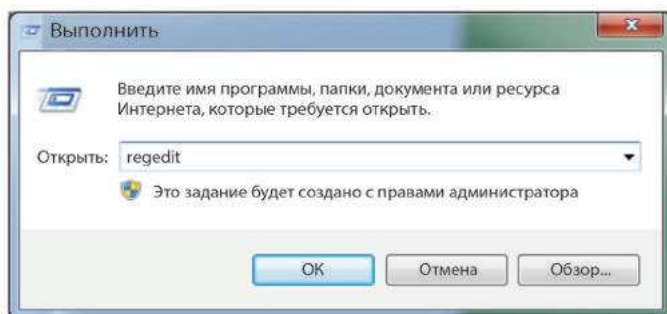 Выполнить
Введите имя программы, папки, документа или ресурса
Интернета, которые требуется открыть.
Открыть: regedit
Это задание будет создано с правами администратора
ОК Отмена Обзор...